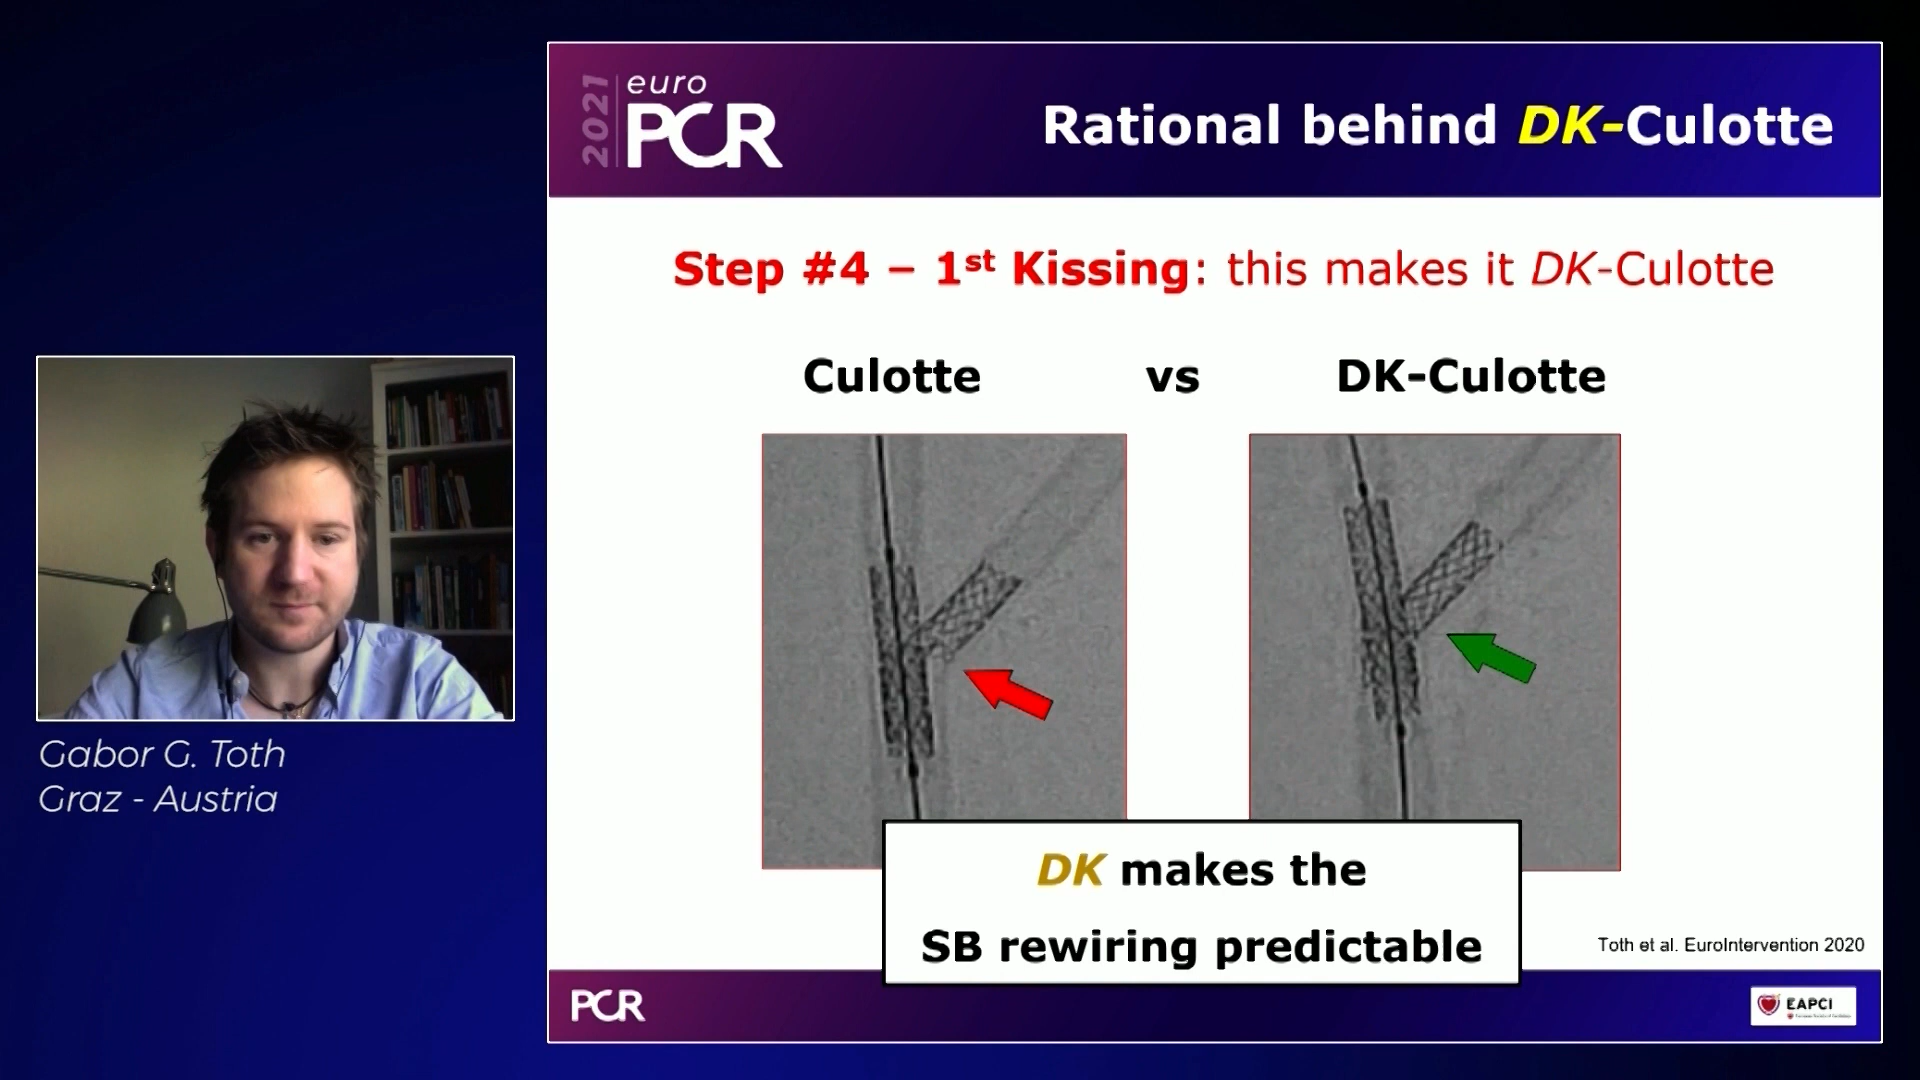 2021
euro
PCR
Rational behind DK-Culotte
Step #4 – 1st Kissing: this makes it DK-Culotte
Culotte vs DK-Culotte
DK makes the
SB rewiring predictable
Toth et al. EuroIntervention 2020
PCR
EAPCI
Gabor G. Toth
Graz - Austria